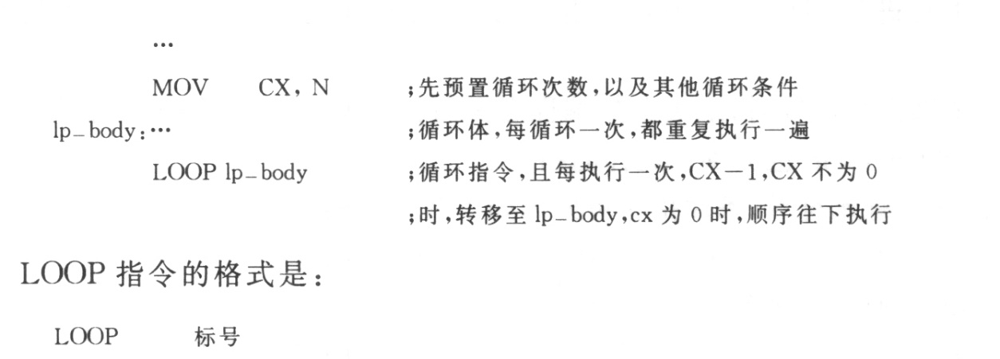 …
MOV CX, N ;先预置循环次数,以及其他循环条件
lp_body:… ;循环体,每循环一次,都重复执行一遍
LOOP lp_body ;循环指令,且每执行一次,CX-1,CX 不为 0
;时,转移至 lp_body,cx 为 0 时,顺序往下执行
LOOP 指令的格式是:
LOOP 标号